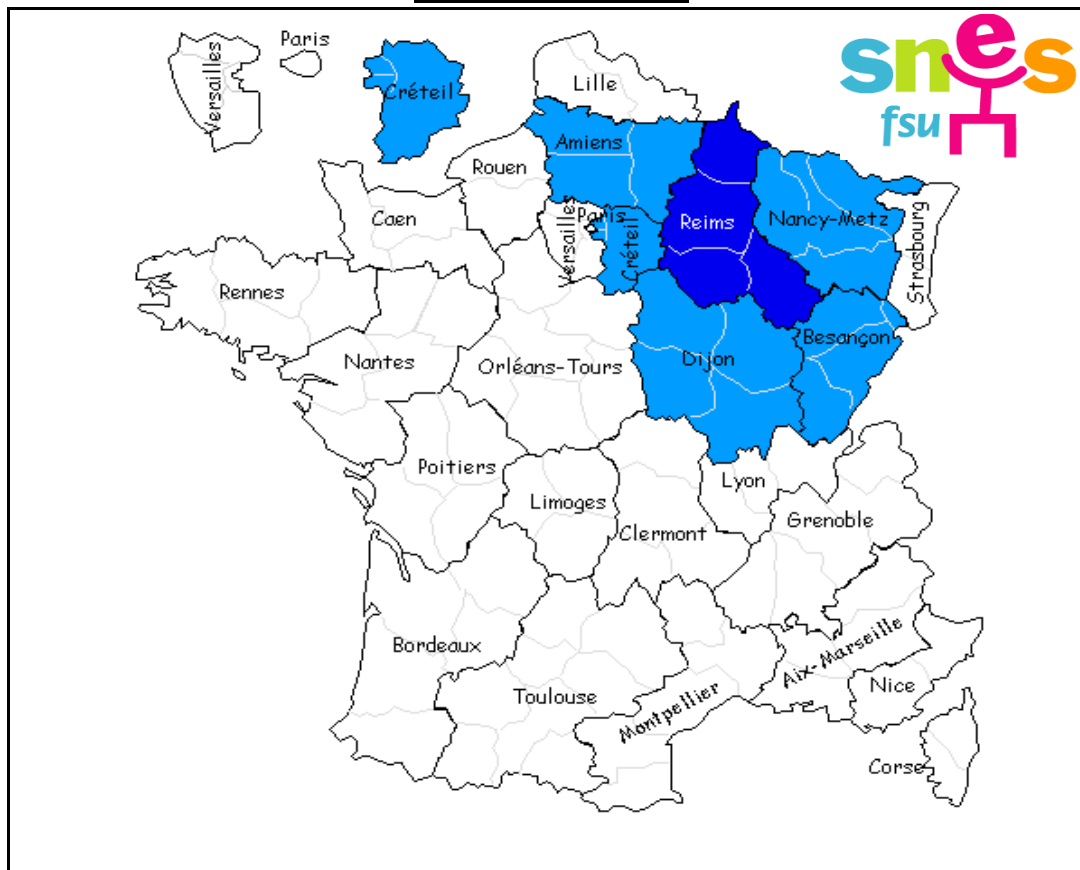 Paris
Versailles
Créteil
snes
fsu
Lille
Amiens
Rouen
Caen
Versailles
Paris
Créteil
Reims
Nancy-Metz
Strasbourg
Rennes
Nantes
Orléans-Tours
Dijon
Besançon
Poitiers
Limoges
Lyon
Clermont
Grenoble
Bordeaux
Toulouse
Montpellier
Aix-Marseille
Nice
Corse